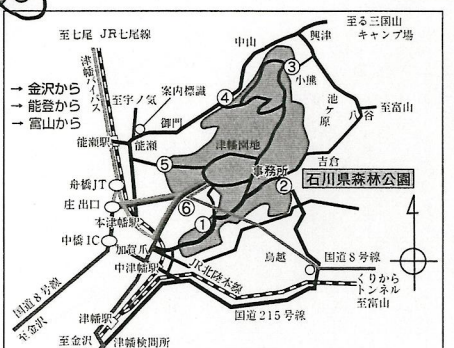 至七尾 JR七尾線
至る三国山
キャンプ場
中山
興津
津幡バイパス
③
小熊
→ 金沢から
→ 能登から
→ 富山から
至宇ノ気
案内標識
④
池ヶ原
八谷
至富山
御門
能瀬駅
能瀬
津幡園地
吉倉
⑤
事務所
石川県森林公園
舟橋JT
②
庄出口
⑥
本津幡駅
①
中橋IC
加賀爪
鳥越
国道8号線
中津幡駅
JR北陸本線
くりから
トンネル
至富山
国道8号線
至金沢
津幡駅
国道215号線
至金沢
津幡検問所